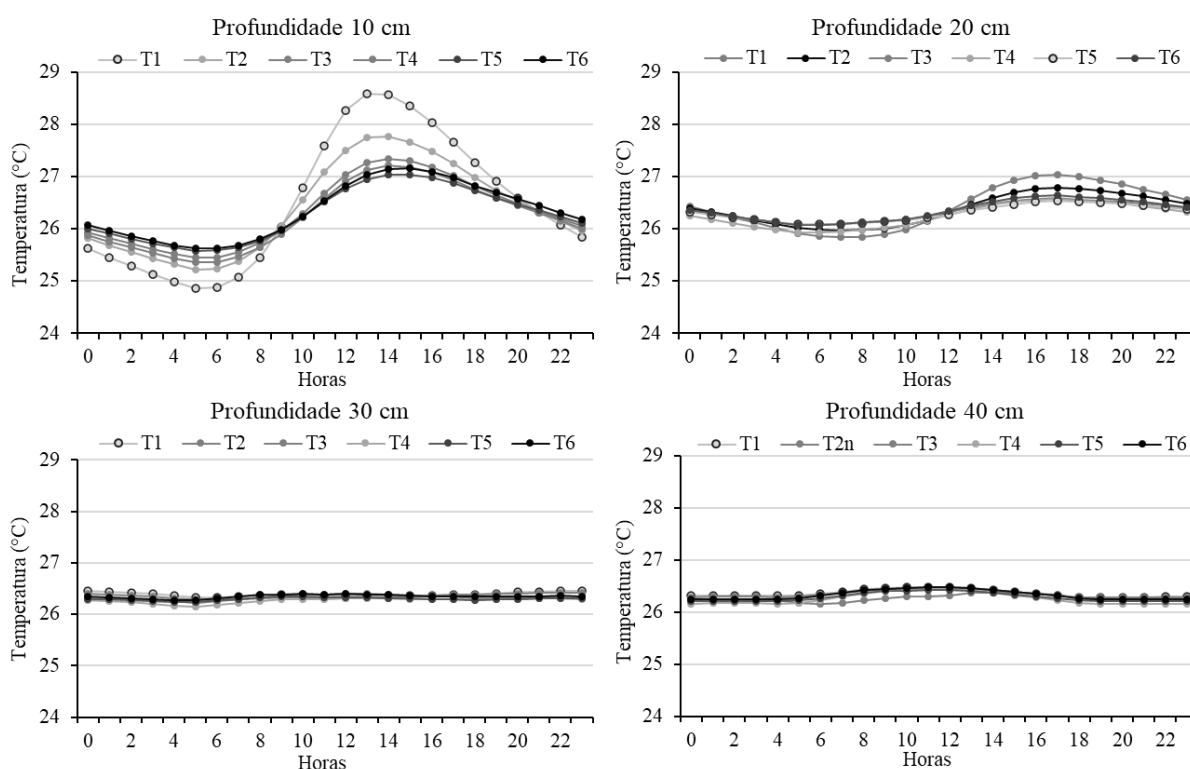 Profundidade 10 cm
T1 T2 T3 T4 T5 T6
29
28
27
26
25
24
Temperatura (°C)
0 2 4 6 8 10 12 14 16 18 20 22
Horas
Profundidade 20 cm
T1 T2 T3 T4 T5 T6
29
28
27
26
25
24
Temperatura (°C)
0 2 4 6 8 10 12 14 16 18 20 22
Horas
Profundidade 30 cm
T1 T2 T3 T4 T5 T6
29
28
27
26
25
24
Temperatura (°C)
0 2 4 6 8 10 12 14 16 18 20 22
Horas
Profundidade 40 cm
T1 T2n T3 T4 T5 T6
29
28
27
26
25
24
Temperatura (°C)
0 2 4 6 8 10 12 14 16 18 20 22
Horas